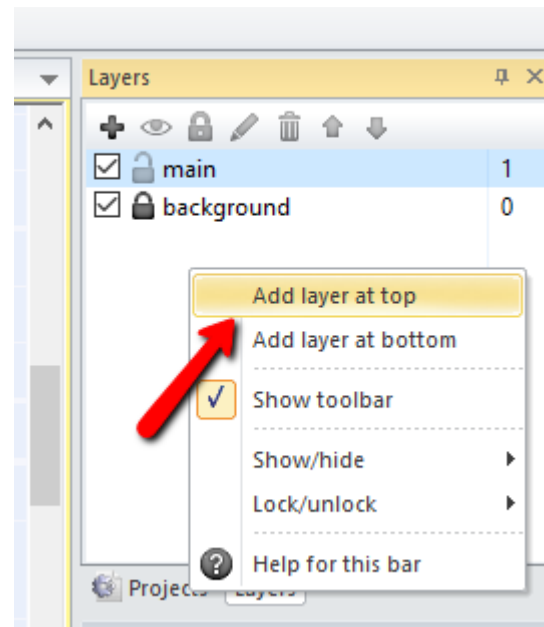 Layers
main 1
background 0
Add layer at top
Add layer at bottom
Show toolbar
Show/hide
Lock/unlock
Help for this bar
Projects Layers